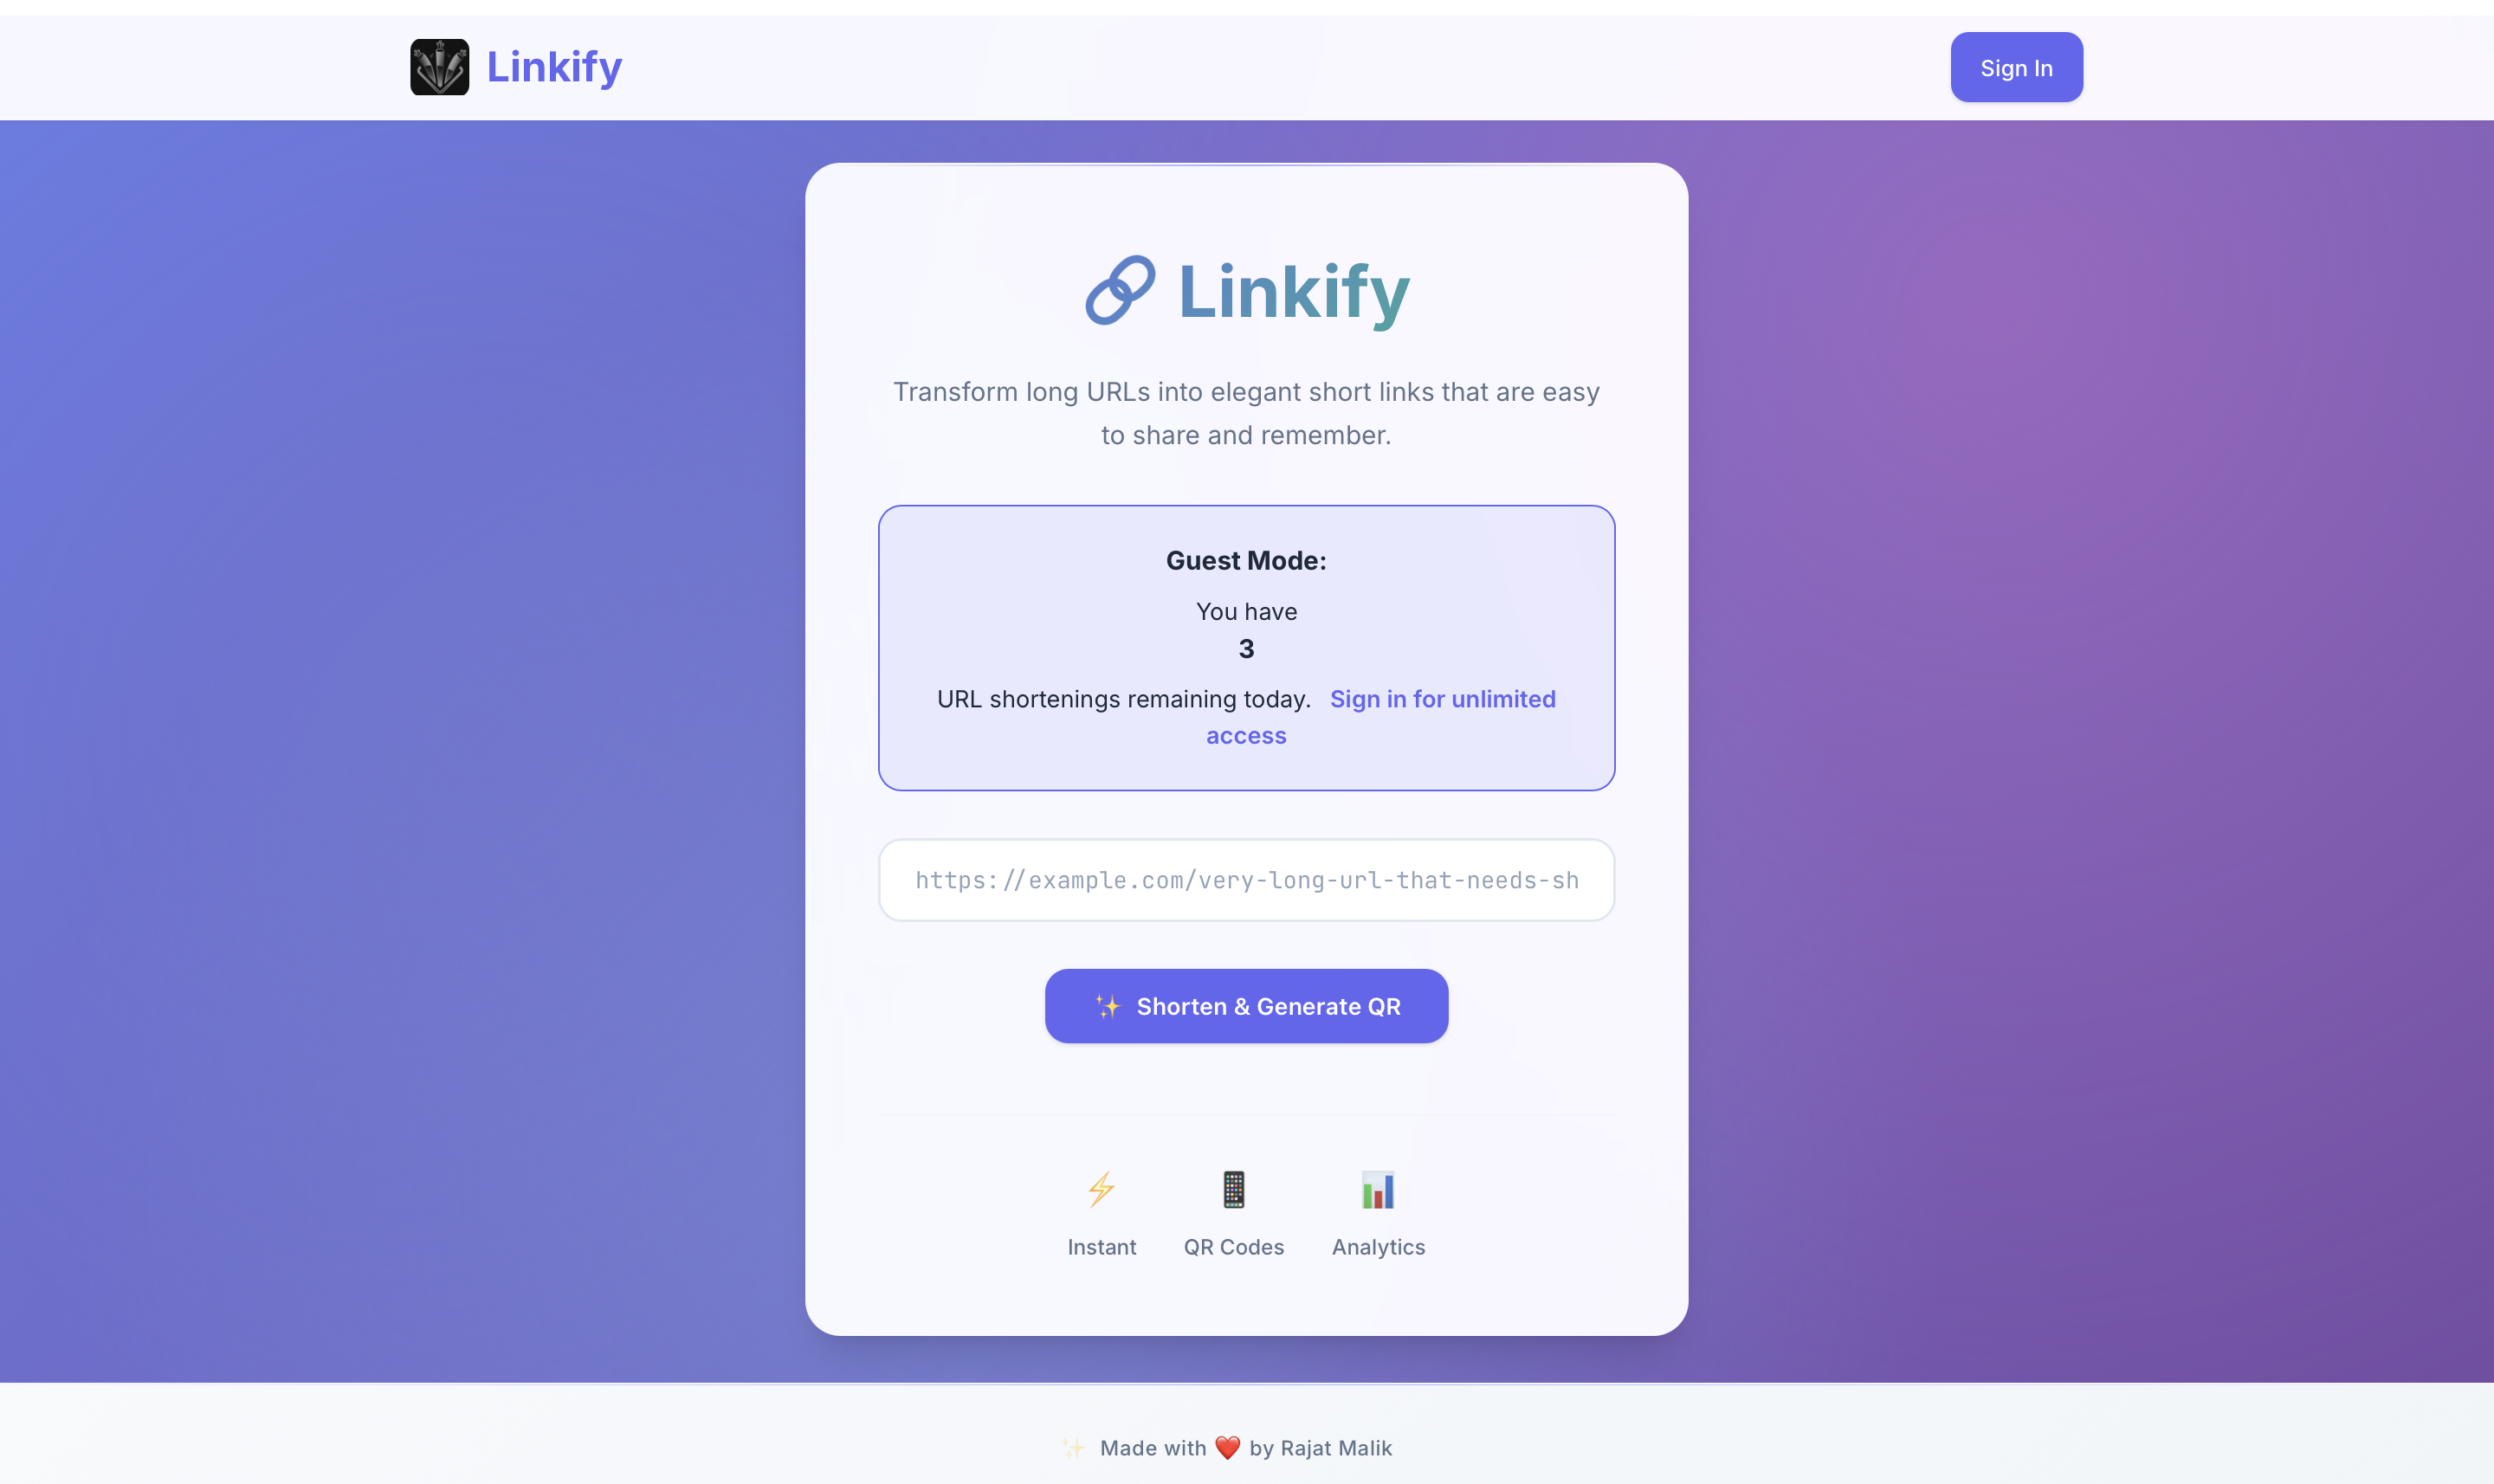 Linkify
Sign In
🔗 Linkify
Transform long URLs into elegant short links that are easy
to share and remember.
Guest Mode:
You have
3
URL shortenings remaining today. Sign in for unlimited
access
https://example.com/very-long-url-that-needs-sh
✨ Shorten & Generate QR
Instant
QR Codes
Analytics
✨ Made with ❤️ by Rajat Malik